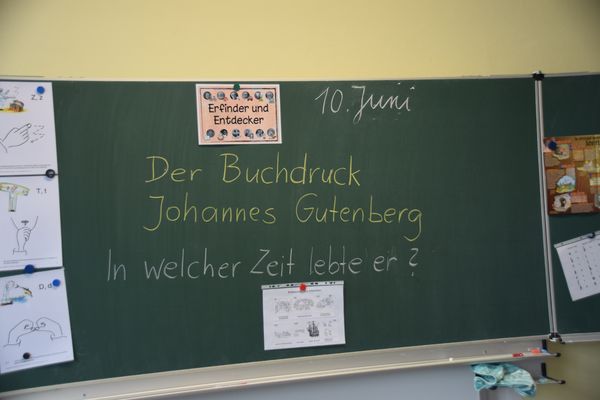 Z, z
T, t
D, d
Erfinder und
Entdecker
10. Juni
Der Buchdruck
Johannes Gutenberg
In welcher Zeit lebte er?